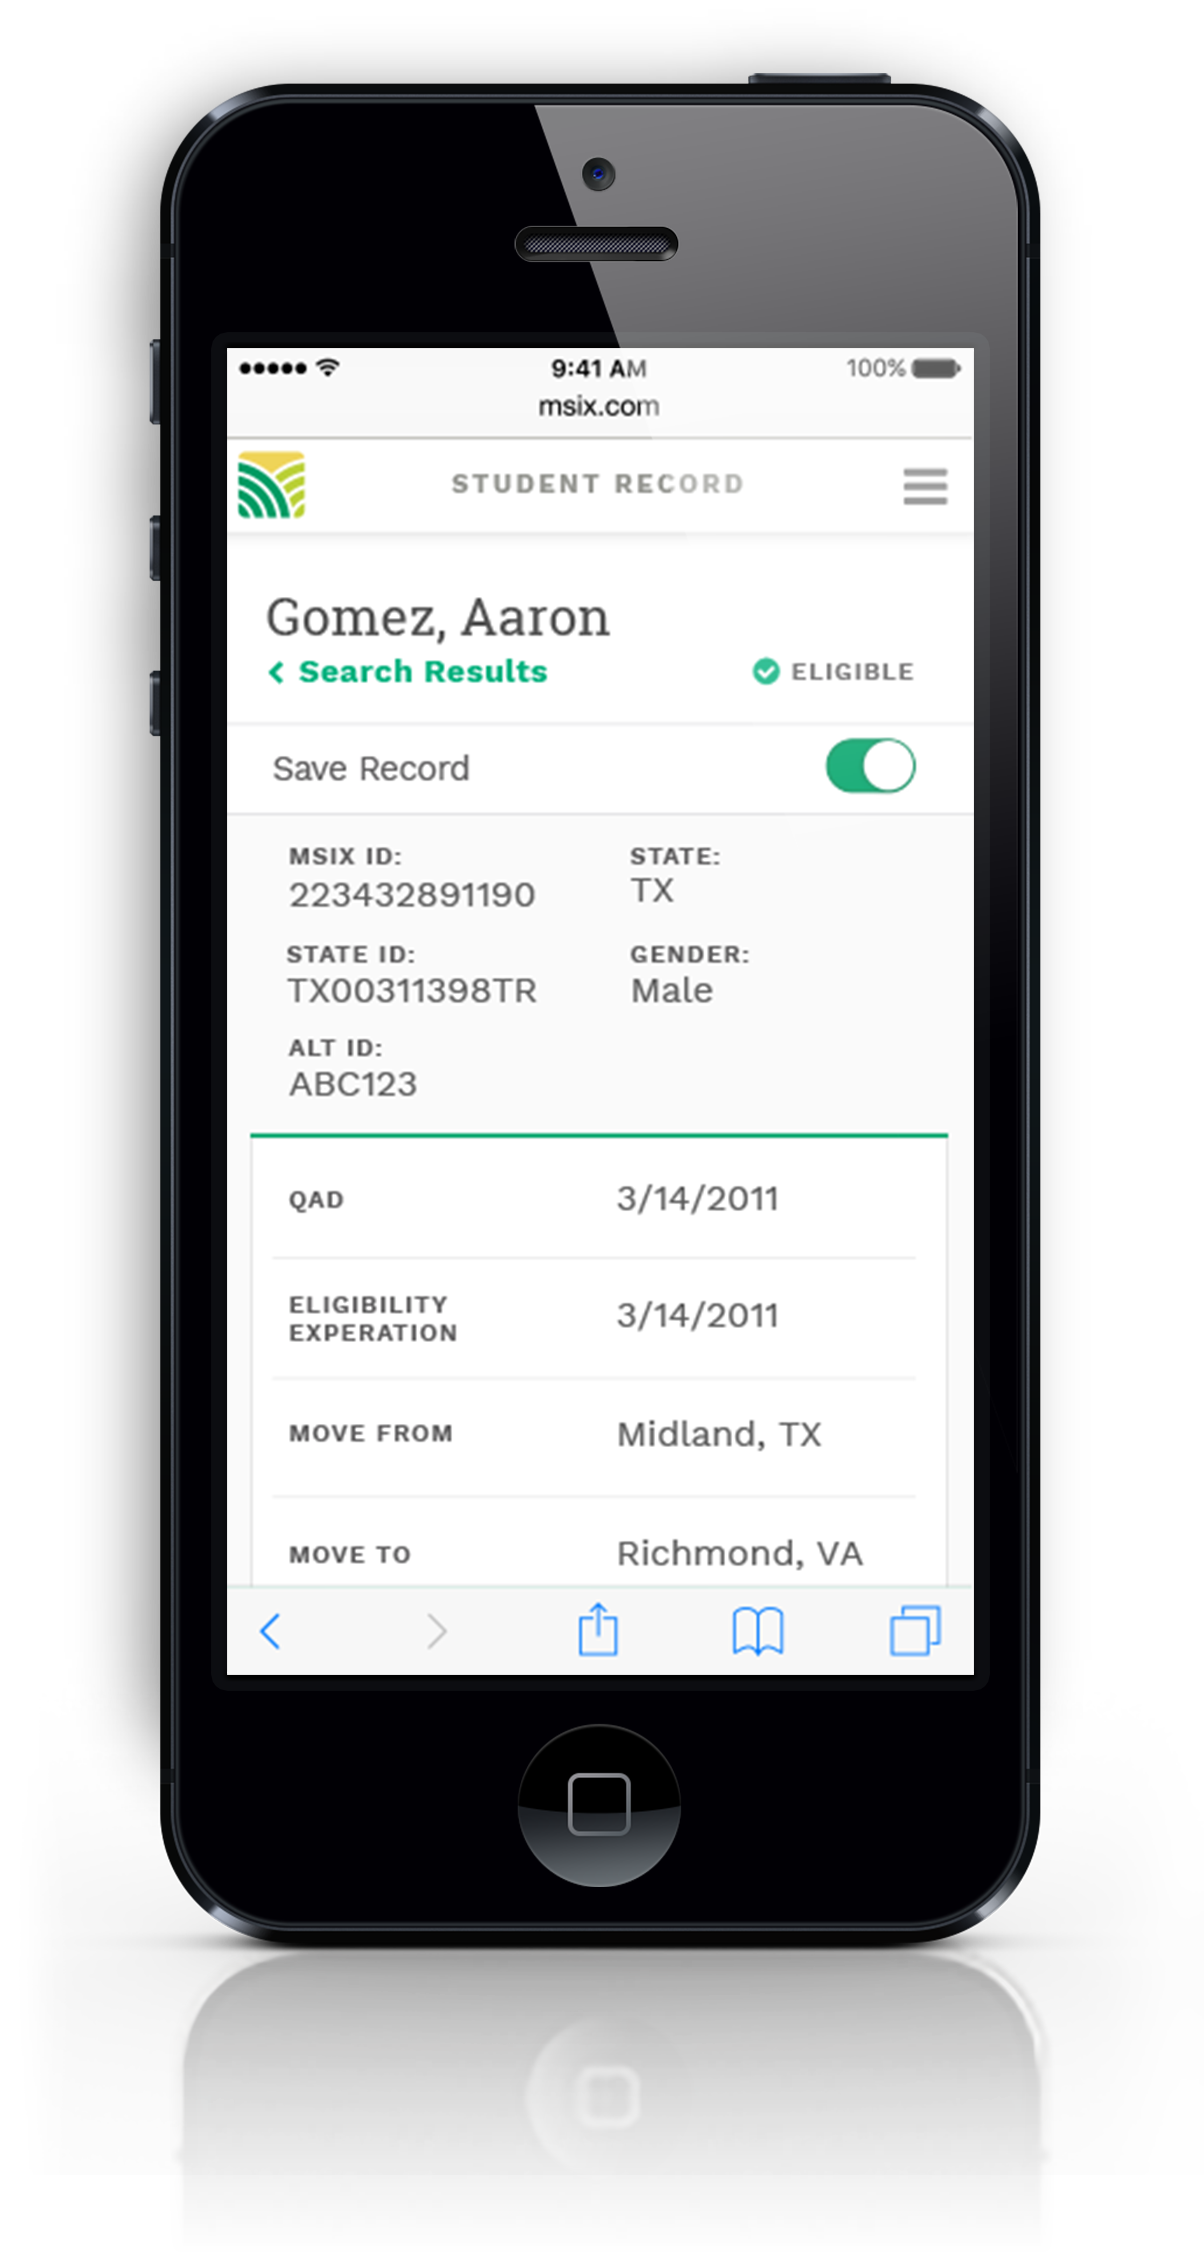 9:41 AM
100%
msix.com
STUDENT RECORD
Gomez, Aaron
Search Results
ELIGIBLE
Save Record
MSIX ID:
STATE:
223432891190
TX
STATE ID:
GENDER:
TX00311398TR
Male
ALT ID:
ABC123
QAD
3/14/2011
ELIGIBILITY
EXPERATION
3/14/2011
MOVE FROM
Midland, TX
MOVE TO
Richmond, VA